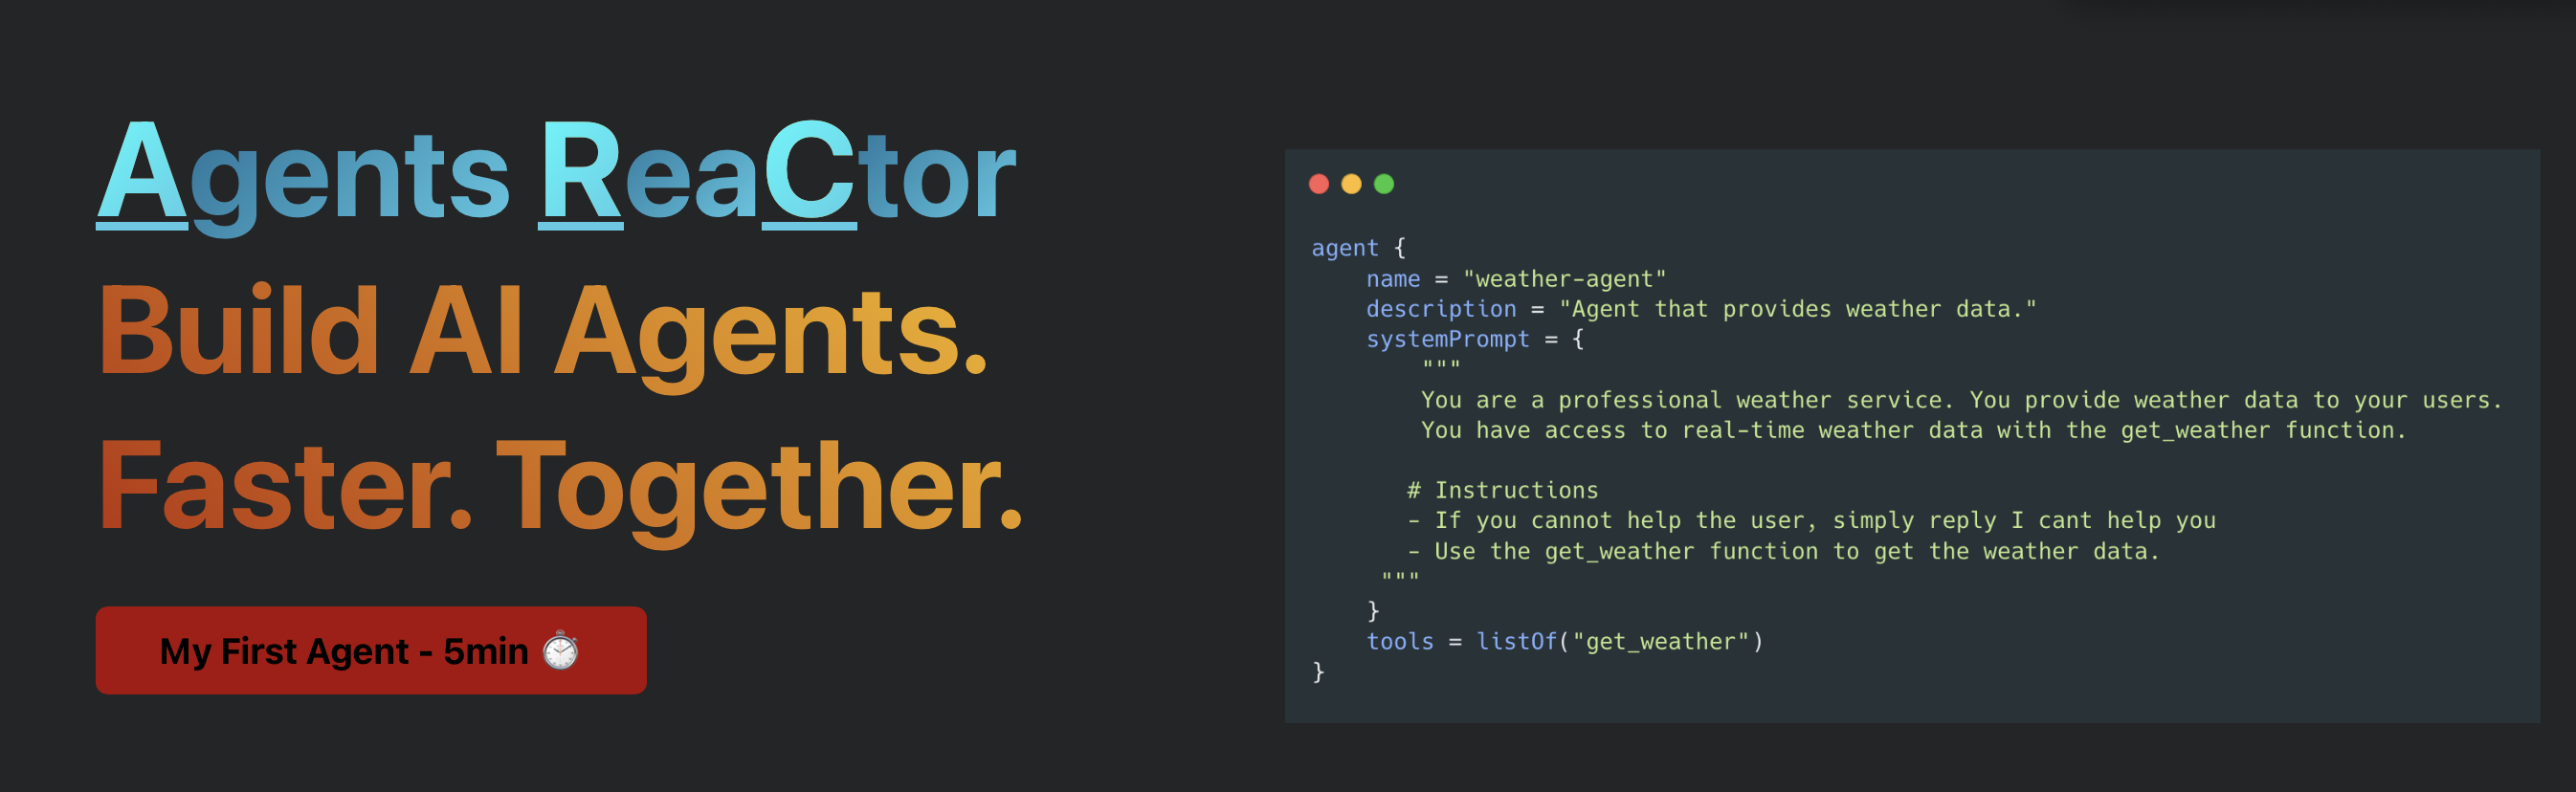 Agents ReaCtor
Build AI Agents.
Faster. Together.
My First Agent - 5min ⏱️
agent {
    name = "weather-agent"
    description = "Agent that provides weather data."
    systemPrompt = {
        """
        You are a professional weather service. You provide weather data to your users.
        You have access to real-time weather data with the get_weather function.

       # Instructions
       - If you cannot help the user, simply reply I cant help you
       - Use the get_weather function to get the weather data.
     """
    }
    tools = listOf("get_weather")
}